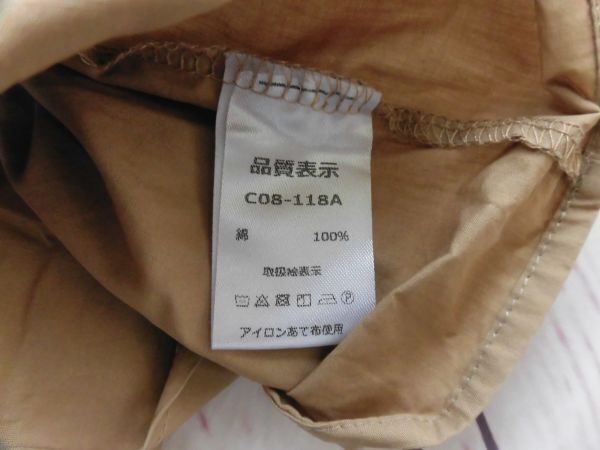 品質表示
C08-118A
綿 100%
取扱絵表示
アイロンあて布使用